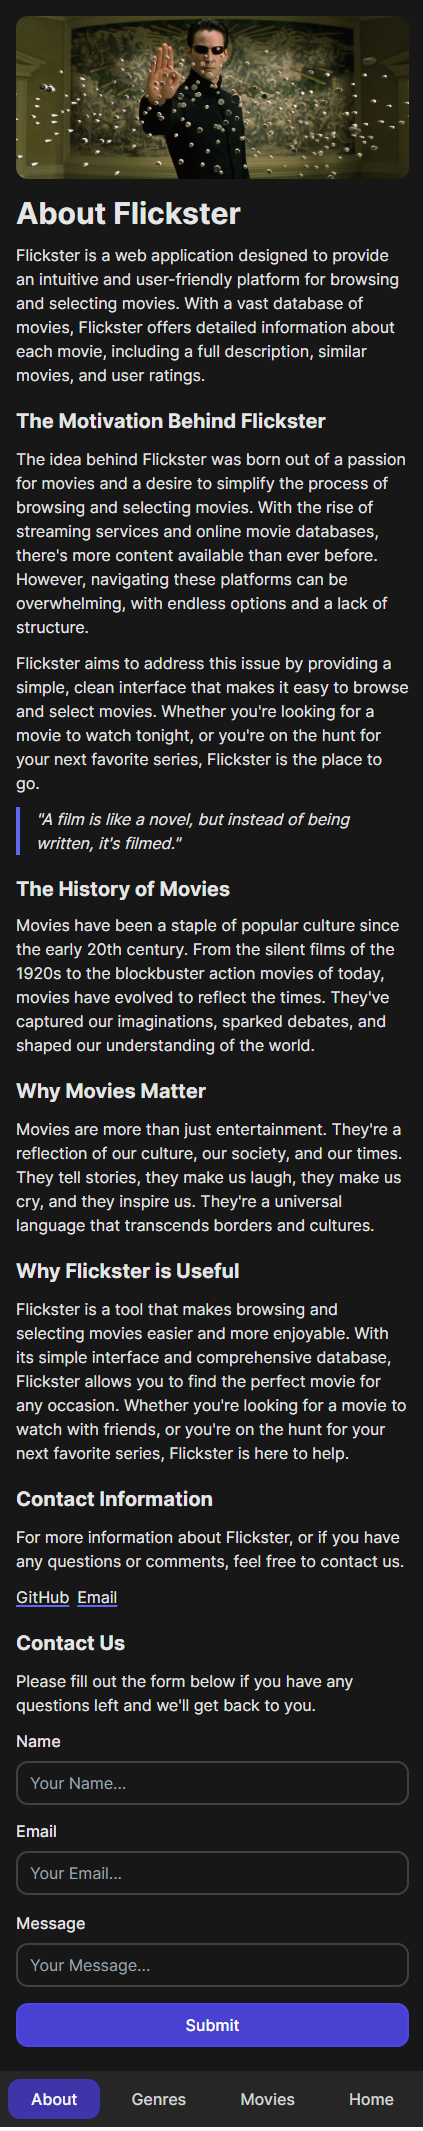 About Flickster
Flickster is a web application designed to provide
an intuitive and user-friendly platform for browsing
and selecting movies. With a vast database of
movies, Flickster offers detailed information about
each movie, including a full description, similar
movies, and user ratings.
The Motivation Behind Flickster
The idea behind Flickster was born out of a passion
for movies and a desire to simplify the process of
browsing and selecting movies. With the rise of
streaming services and online movie databases,
there's more content available than ever before.
However, navigating these platforms can be
overwhelming, with endless options and a lack of
structure.
Flickster aims to address this issue by providing a
simple, clean interface that makes it easy to browse
and select movies. Whether you're looking for a
movie to watch tonight, or you're on the hunt for
your next favorite series, Flickster is the place to
go.
"A film is like a novel, but instead of being
written, it's filmed."
The History of Movies
Movies have been a staple of popular culture since
the early 20th century. From the silent films of the
1920s to the blockbuster action movies of today,
movies have evolved to reflect the times. They've
captured our imaginations, sparked debates, and
shaped our understanding of the world.
Why Movies Matter
Movies are more than just entertainment. They're a
reflection of our culture, our society, and our times.
They tell stories, they make us laugh, they make us
cry, and they inspire us. They're a universal
language that transcends borders and cultures.
Why Flickster is Useful
Flickster is a tool that makes browsing and
selecting movies easier and more enjoyable. With
its simple interface and comprehensive database,
Flickster allows you to find the perfect movie for
any occasion. Whether you're looking for a movie to
watch with friends, or you're on the hunt for your
next favorite series, Flickster is here to help.
Contact Information
For more information about Flickster, or if you have
any questions or comments, feel free to contact us.
GitHub Email
Contact Us
Please fill out the form below if you have any
questions left and we'll get back to you.
Name
Your Name...
Email
Your Email...
Message
Your Message...
Submit
About Genres Movies Home